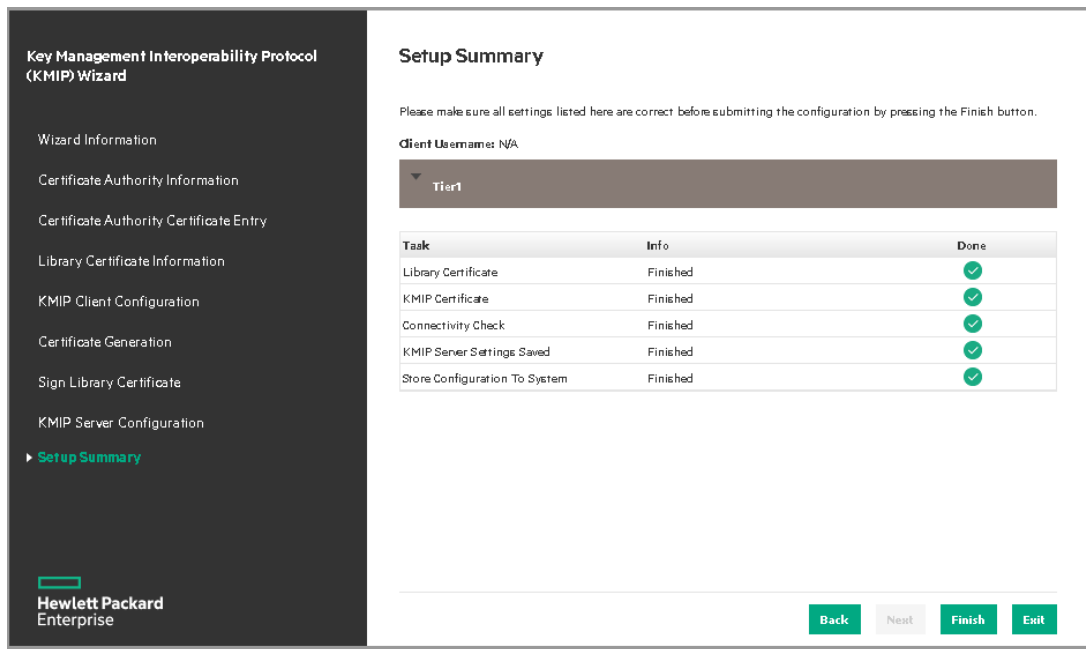 Key Management Interoperability Protocol
(KMIP) Wizard
Wizard Information
Certificate Authority Information
Certificate Authority Certificate Entry
Library Certificate Information
KMIP Client Configuration
Certificate Generation
Sign Library Certificate
KMIP Server Configuration
Setup Summary
Hewlett Packard
Enterprise
Setup Summary
Please make sure all settings listed here are correct before submitting the configuration by pressing the Finish button.
Client Username: N/A
Tier1
Task Info Done
Library Certificate Finished
KMIP Certificate Finished
Connectivity Check Finished
KMIP Server Settings Saved Finished
Store Configuration To System Finished
Back Next Finish Exit